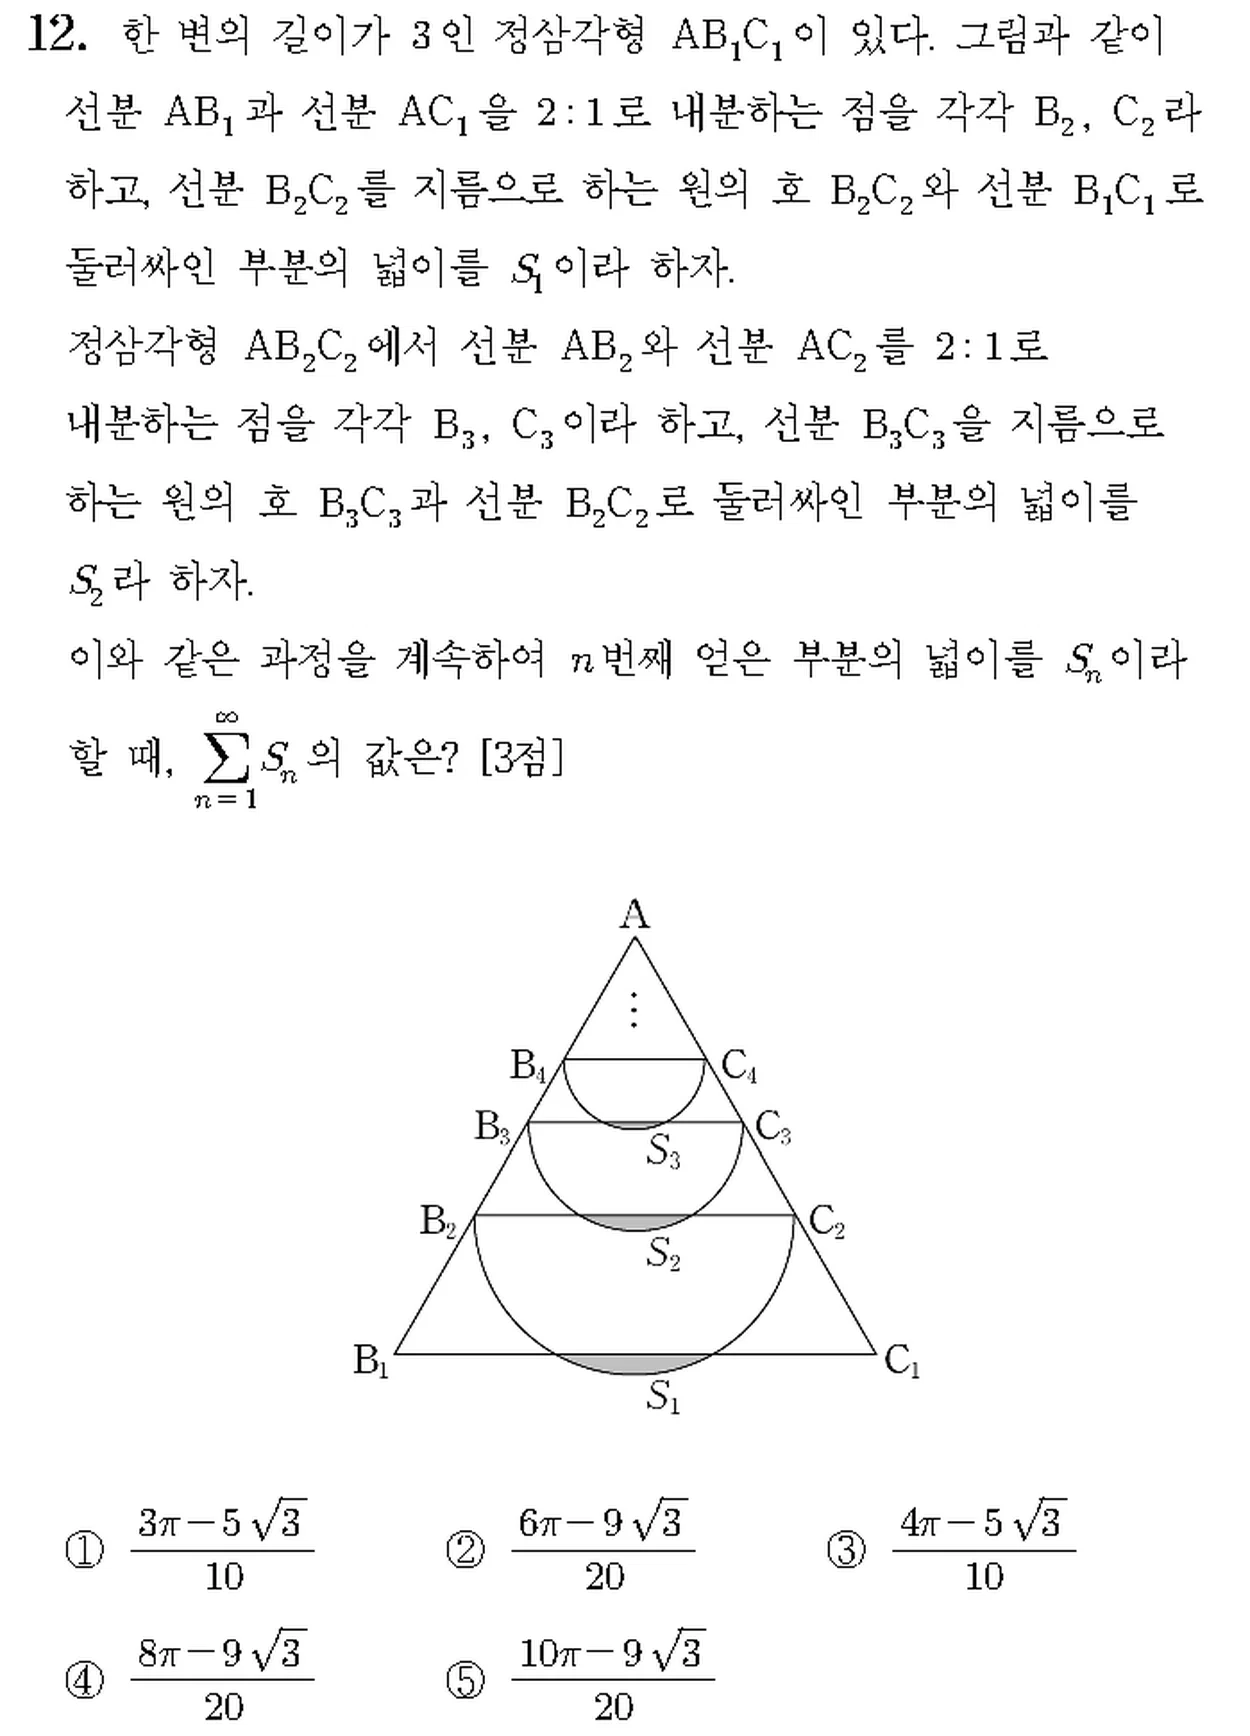 12. 한 변의 길이가 3인 정삼각형 AB₁C₁이 있다. 그림과 같이
선분 AB₁과 선분 AC₁을 2:1로 내분하는 점을 각각 B₂, C₂라
하고, 선분 B₂C₂를 지름으로 하는 원의 호 B₂C₂와 선분 B₁C₁로
둘러싸인 부분의 넓이를 S₁이라 하자.
정삼각형 AB₂C₂에서 선분 AB₂와 선분 AC₂를 2:1로
내분하는 점을 각각 B₃, C₃이라 하고, 선분 B₃C₃을 지름으로
하는 원의 호 B₃C₃과 선분 B₂C₂로 둘러싸인 부분의 넓이를
S₂라 하자.
이와 같은 과정을 계속하여 n번째 얻은 부분의 넓이를 Sₙ이라
할 때, ∑_{n=1}^{∞} Sₙ의 값은? [3점]
A
⋮
B₄ C₄
B₃ C₃
S₃
B₂ C₂
S₂
B₁ C₁
S₁
① (3π−5√3)/10 ② (6π−9√3)/20 ③ (4π−5√3)/10
④ (8π−9√3)/20 ⑤ (10π−9√3)/20